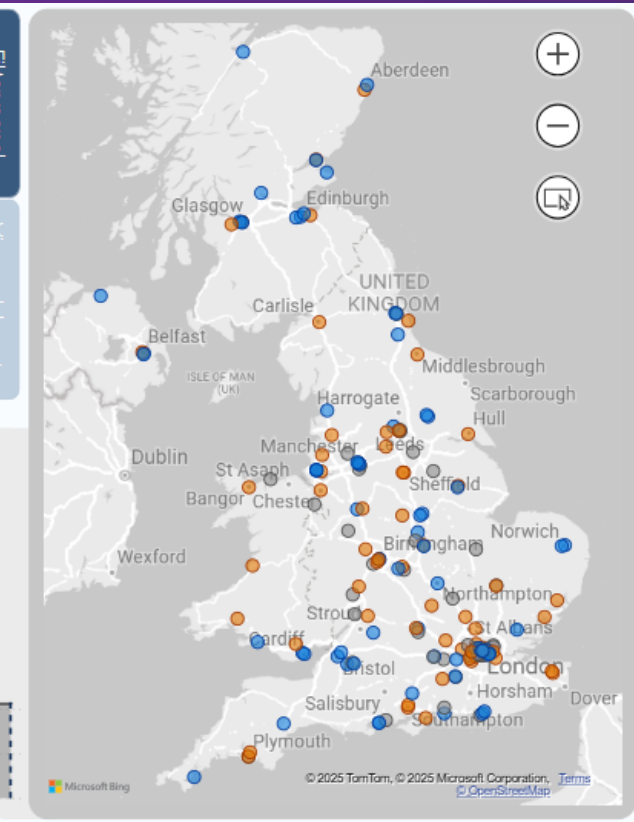 Aberdeen
Edinburgh
Glasgow
UNITED
KINGDOM
Carlisle
Belfast
ISLE OF MAN
(UK)
Middlesbrough
Scarborough
Harrogate
Hull
Manchester
Leeds
Dublin
St Asaph
Sheffield
Bangor
Chester
Norwich
Birmingham
Wexford
Northampton
Stroud
St Albans
Cardiff
London
Bristol
Horsham
Dover
Salisbury
Southampton
Plymouth
© 2025 TomTom, © 2025 Microsoft Corporation, Terms
© OpenStreetMap
Microsoft Bing